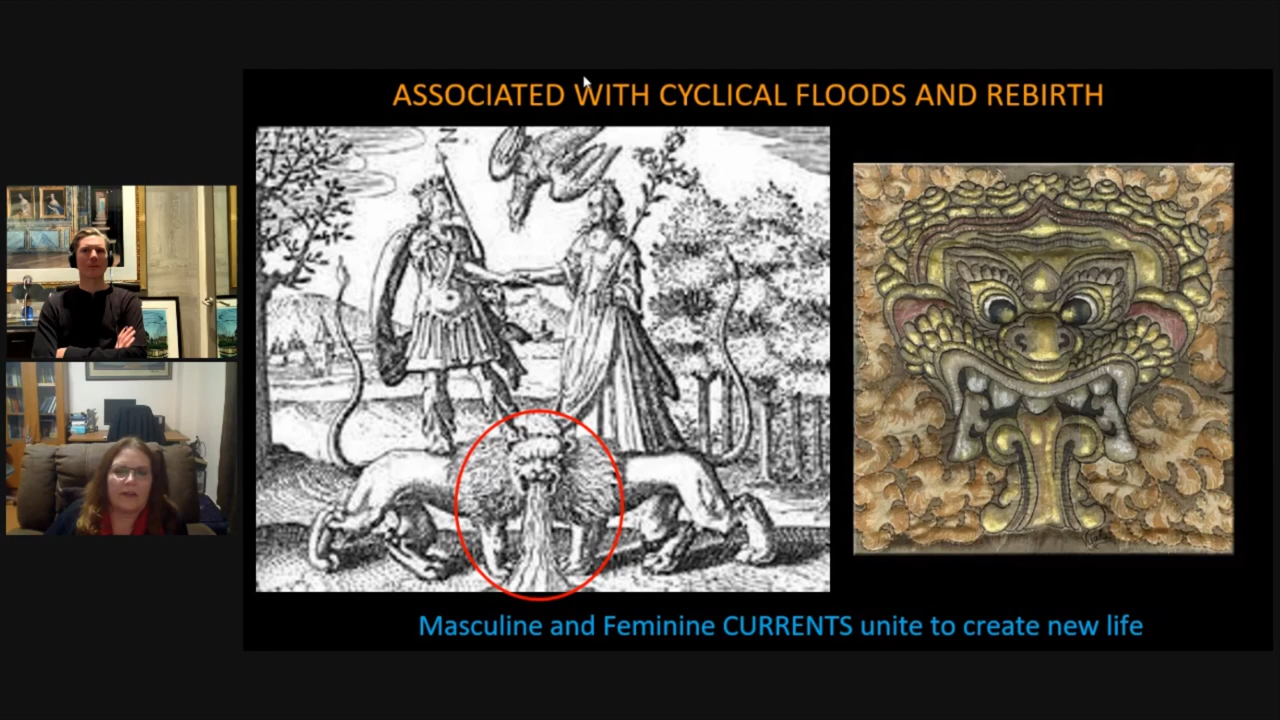 ASSOCIATED WITH CYCLICAL FLOODS AND REBIRTH
Masculine and Feminine CURRENTS unite to create new life